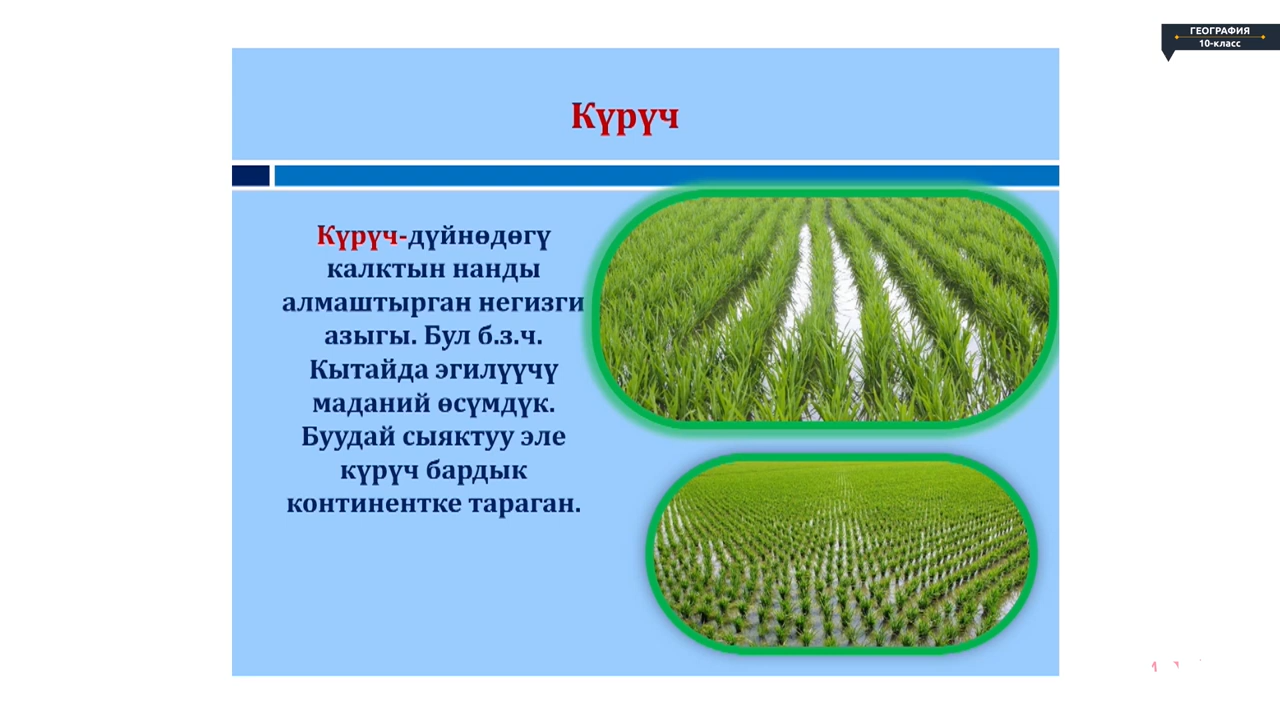 ГЕОГРАФИЯ
10-класс
Күрүч
Күрүч-дүйнөдөгү
калктын нанды
алмаштырган негизги
азыгы. Бул б.з.ч.
Кытайда эгилүүчү
маданий өсүмдүк.
Буудай сыяктуу эле
күрүч бардык
континентке тараган.